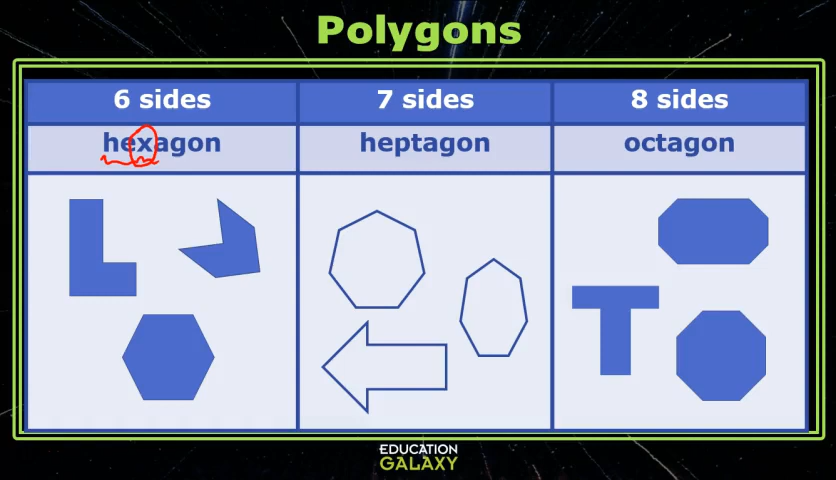 Polygons
6 sides 7 sides 8 sides
hexagon heptagon octagon
EDUCATION
GALAXY